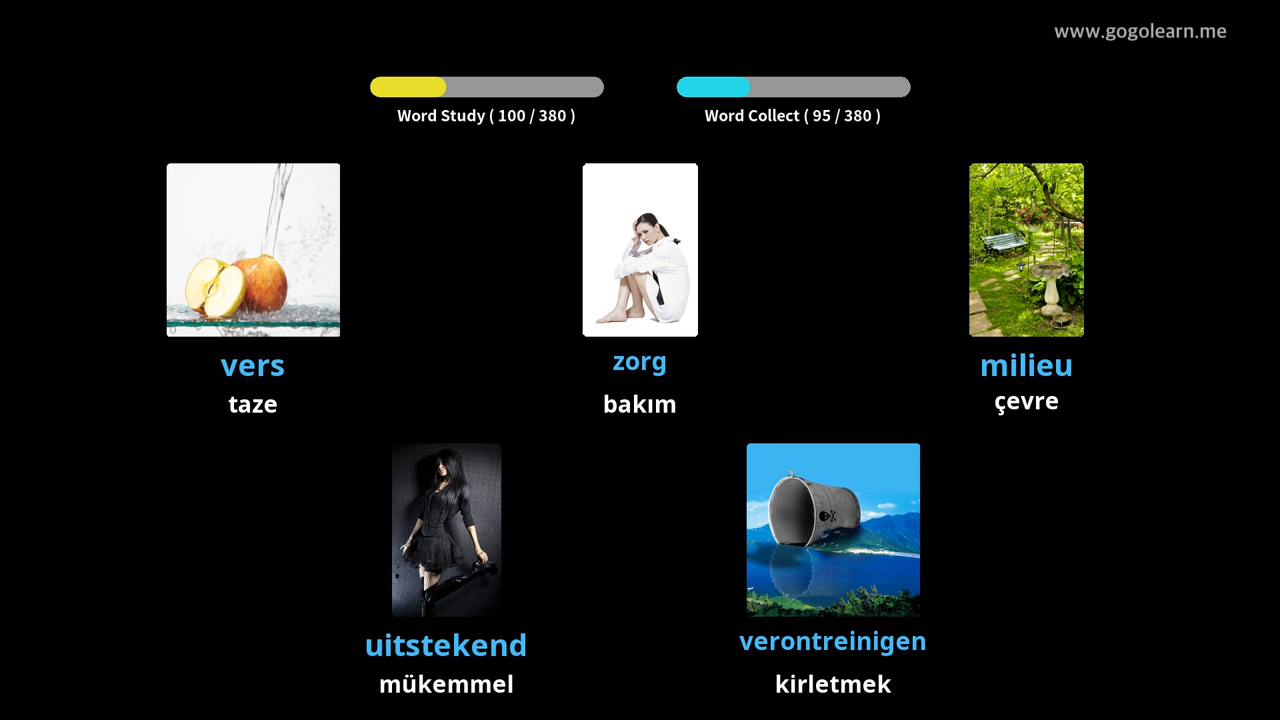 www.gogolearn.me
Word Study ( 100 / 380 )
Word Collect ( 95 / 380 )
vers
zorg
milieu
taze
bakım
çevre
uitstekend
verontreinigen
mükemmel
kirletmek